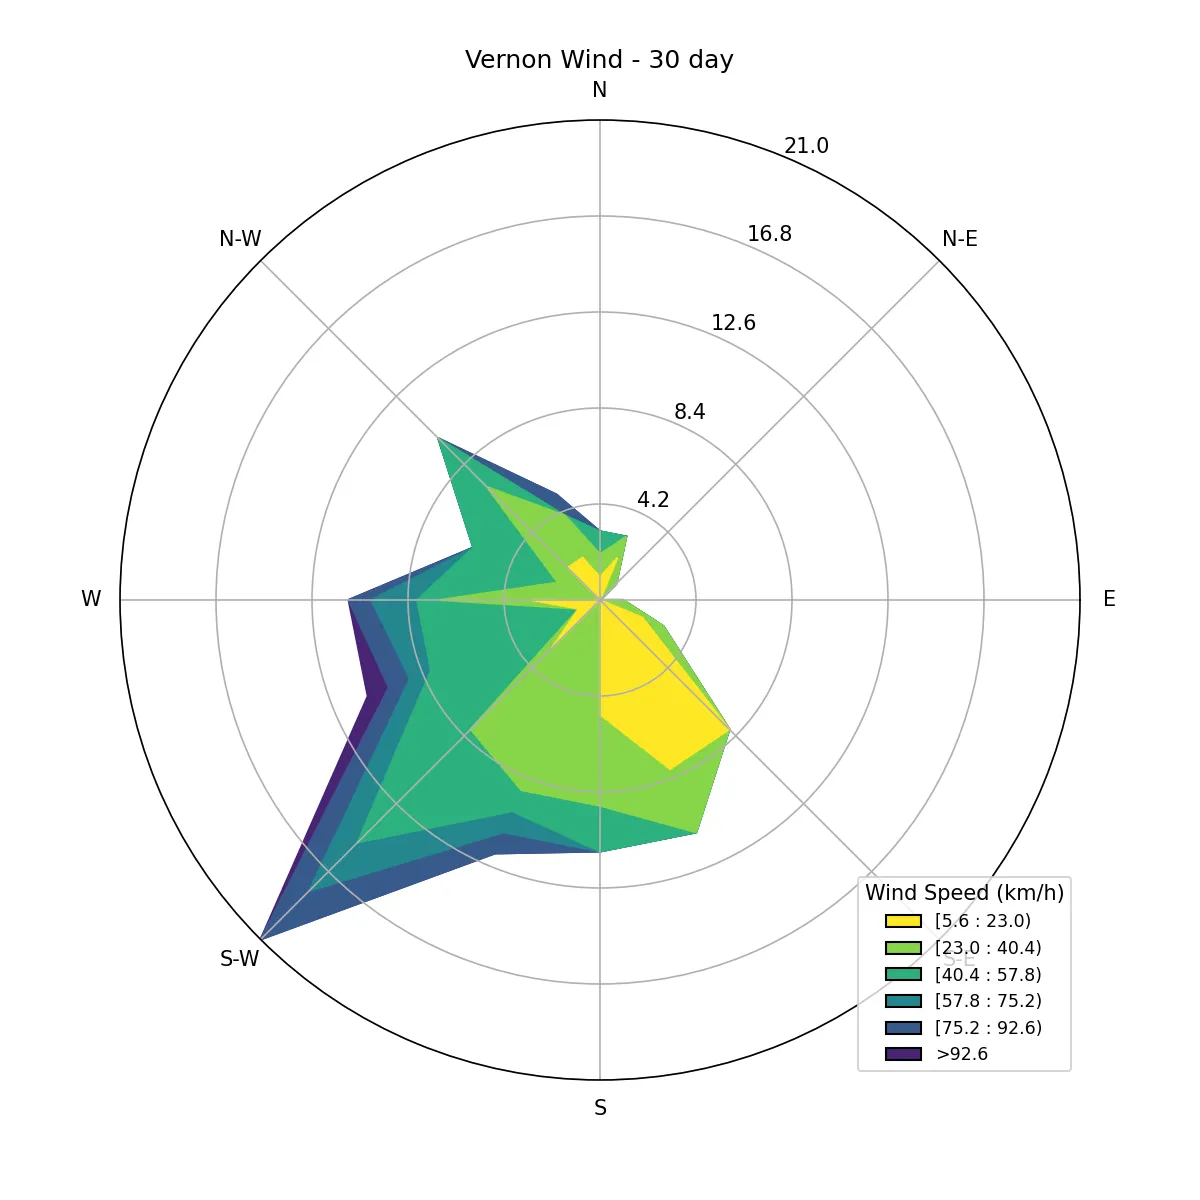 Vernon Wind - 30 day
N
21.0
16.8
N-W
N-E
12.6
8.4
4.2
W
E
S-W
S-E
Wind Speed (km/h)
[5.6 : 23.0)
[23.0 : 40.4)
[40.4 : 57.8)
[57.8 : 75.2)
[75.2 : 92.6)
>92.6
S